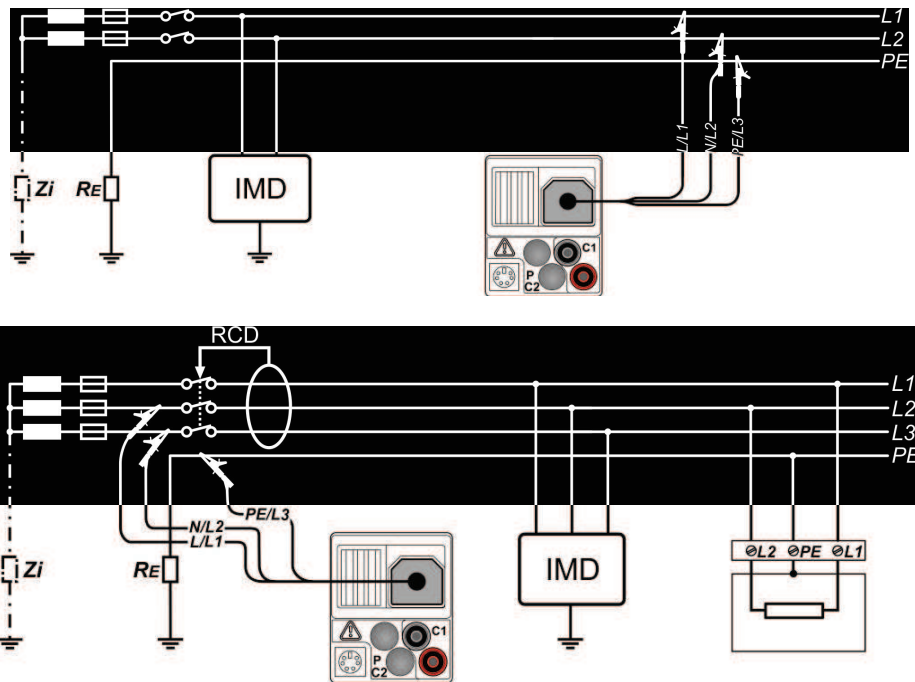 L1
L2
PE
L/L1
N/L2
PE/L3
Zi
RE
IMD
C1
P
C2
RCD
L1
L2
L3
PE
PE/L3
N/L2
L/L1
Zi
RE
IMD
L2 PE L1
C1
P
C2